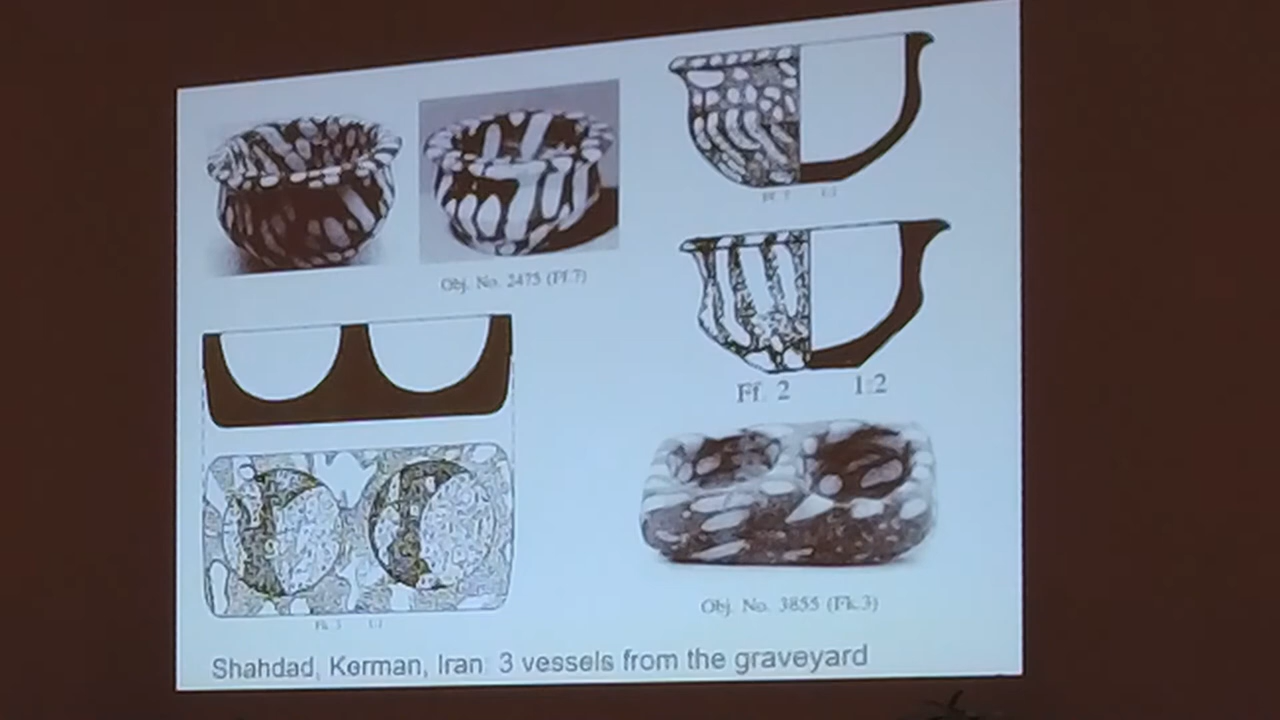 Obj. No. 2475 (Ff.7)
Ff. 2 1:2
Obj. No. 3855 (Fk.3)
Shahdad, Kerman, Iran 3 vessels from the graveyard